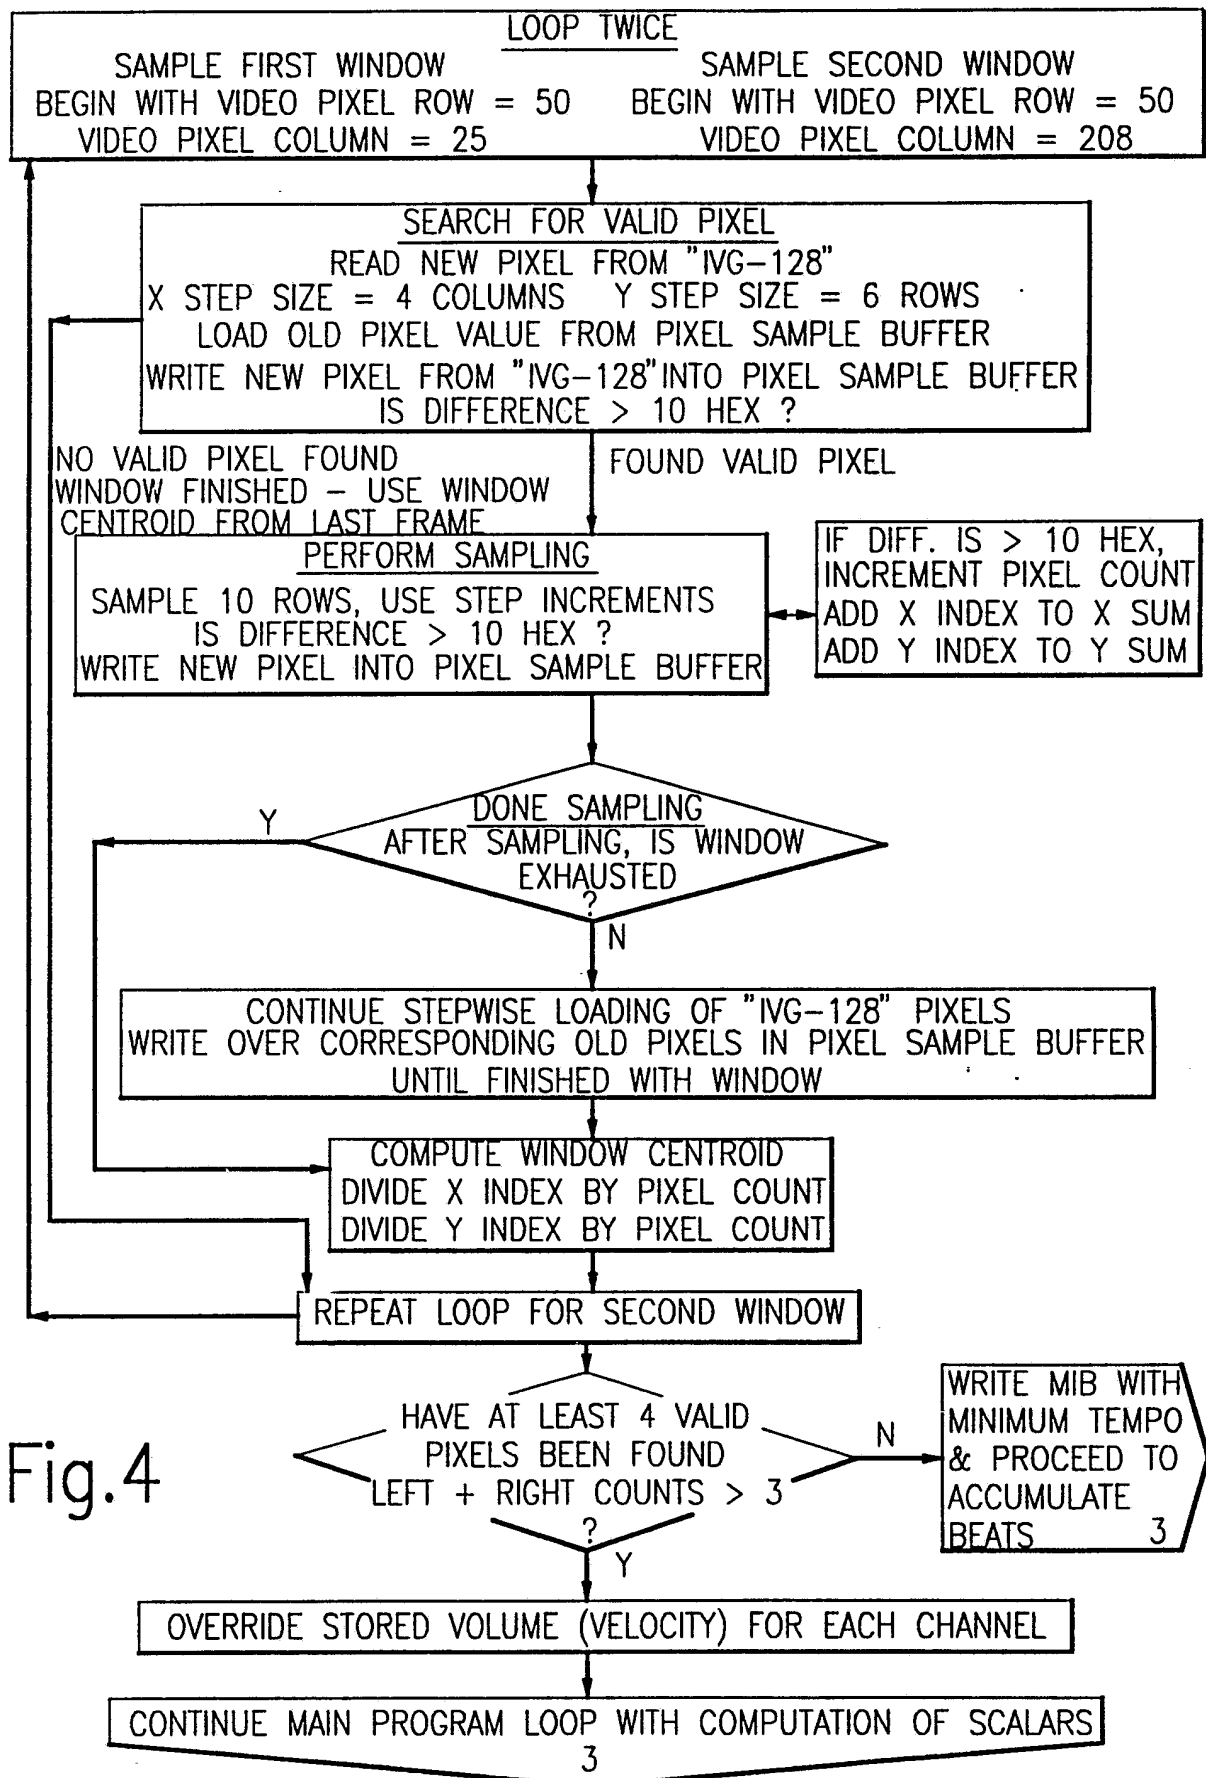 LOOP TWICE
SAMPLE FIRST WINDOW
BEGIN WITH VIDEO PIXEL ROW = 50
VIDEO PIXEL COLUMN = 25
SAMPLE SECOND WINDOW
BEGIN WITH VIDEO PIXEL ROW = 50
VIDEO PIXEL COLUMN = 208
SEARCH FOR VALID PIXEL
READ NEW PIXEL FROM "IVG-128"
X STEP SIZE = 4 COLUMNS Y STEP SIZE = 6 ROWS
LOAD OLD PIXEL VALUE FROM PIXEL SAMPLE BUFFER
WRITE NEW PIXEL FROM "IVG-128" INTO PIXEL SAMPLE BUFFER
IS DIFFERENCE > 10 HEX ?
NO VALID PIXEL FOUND
WINDOW FINISHED - USE WINDOW
CENTROID FROM LAST FRAME
FOUND VALID PIXEL
PERFORM SAMPLING
SAMPLE 10 ROWS, USE STEP INCREMENTS
IS DIFFERENCE > 10 HEX ?
WRITE NEW PIXEL INTO PIXEL SAMPLE BUFFER
IF DIFF. IS > 10 HEX,
INCREMENT PIXEL COUNT
ADD X INDEX TO X SUM
ADD Y INDEX TO Y SUM
DONE SAMPLING
AFTER SAMPLING, IS WINDOW
EXHAUSTED
?
Y
N
CONTINUE STEPWISE LOADING OF "IVG-128" PIXELS
WRITE OVER CORRESPONDING OLD PIXELS IN PIXEL SAMPLE BUFFER
UNTIL FINISHED WITH WINDOW
COMPUTE WINDOW CENTROID
DIVIDE X INDEX BY PIXEL COUNT
DIVIDE Y INDEX BY PIXEL COUNT
REPEAT LOOP FOR SECOND WINDOW
HAVE AT LEAST 4 VALID
PIXELS BEEN FOUND
LEFT + RIGHT COUNTS > 3
?
N
Y
WRITE MIB WITH
MINIMUM TEMPO
& PROCEED TO
ACCUMULATE
BEATS 3
Fig.4
OVERRIDE STORED VOLUME (VELOCITY) FOR EACH CHANNEL
CONTINUE MAIN PROGRAM LOOP WITH COMPUTATION OF SCALARS
3